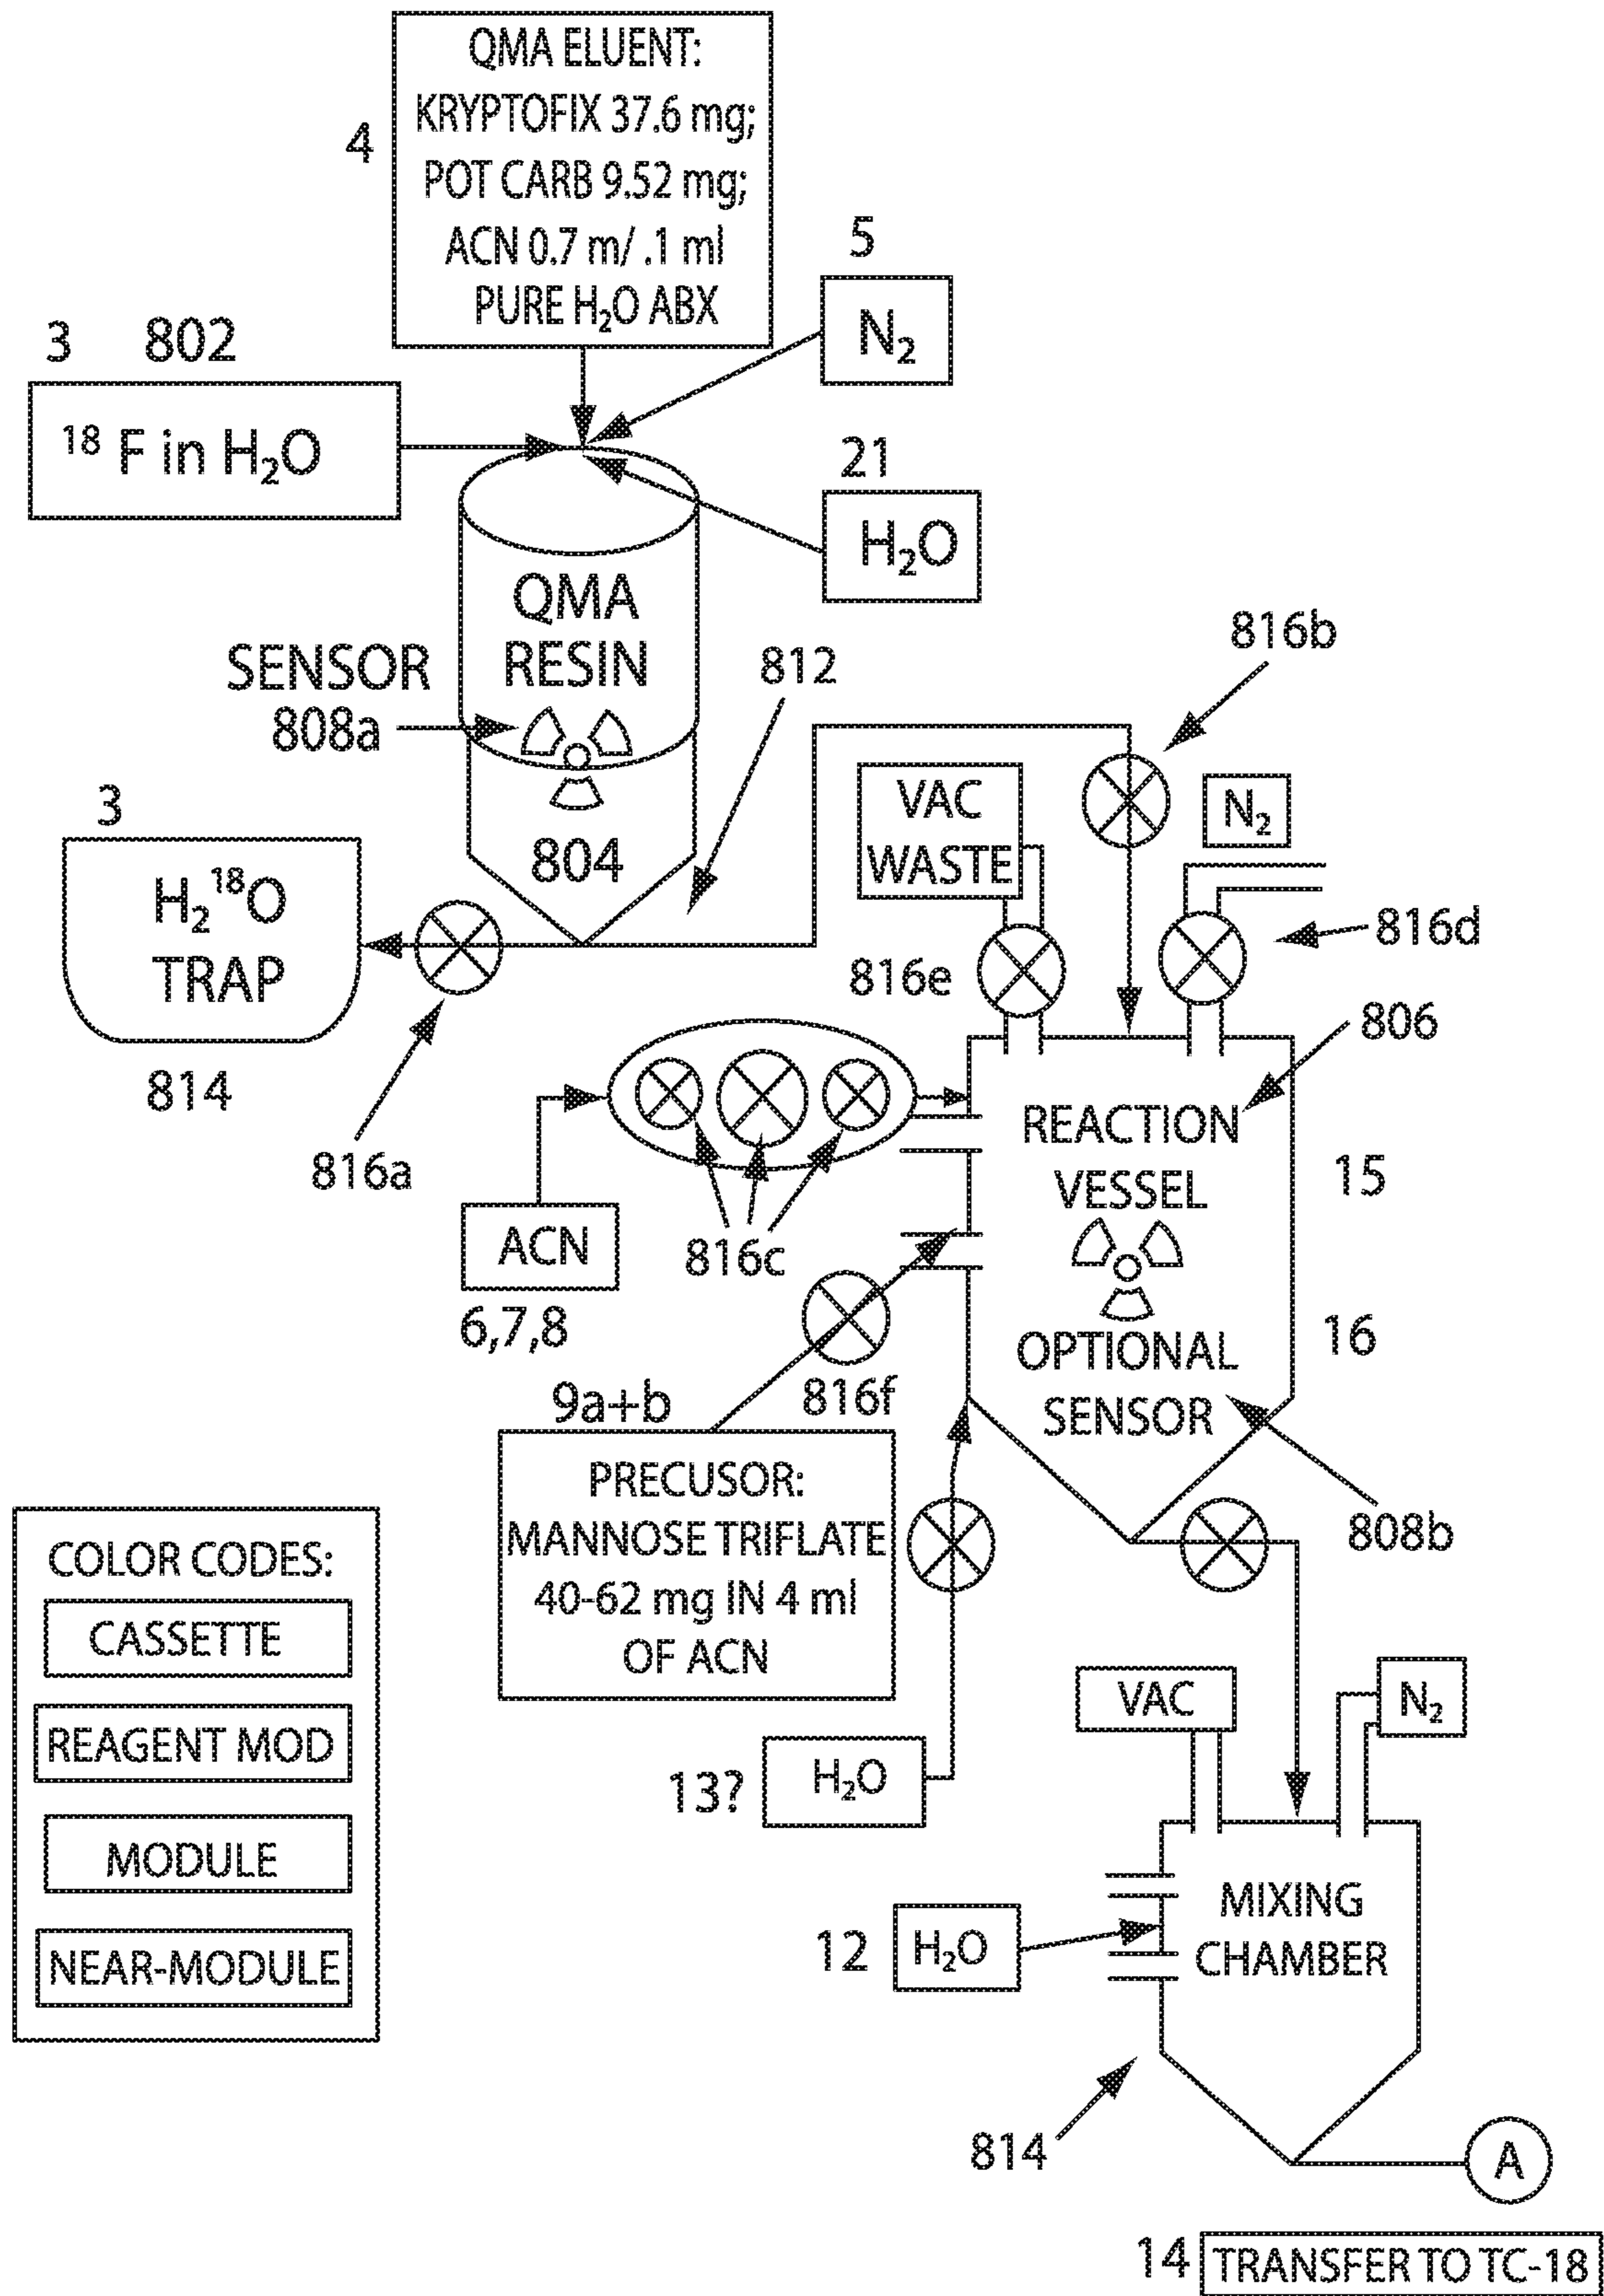 QMA ELUENT:
KRYPTOFIX 37.6 mg;
POT CARB 9.52 mg;
ACN 0.7 m/ .1 ml
PURE H₂O ABX
4
5
N₂
3 802
¹⁸ F in H₂O
21
H₂O
QMA
RESIN
SENSOR
808a
804
812
816b
3
H₂¹⁸O
TRAP
814
816a
VAC
WASTE
N₂
816e
816d
806
REACTION
VESSEL
15
OPTIONAL
SENSOR
16
808b
816c
ACN
6,7,8
816f
9a+b
PRECUSOR:
MANNOSE TRIFLATE
40-62 mg IN 4 ml
OF ACN
COLOR CODES:
CASSETTE
REAGENT MOD
MODULE
NEAR-MODULE
13?
H₂O
VAC
N₂
MIXING
CHAMBER
12
H₂O
814
A
14 TRANSFER TO TC-18